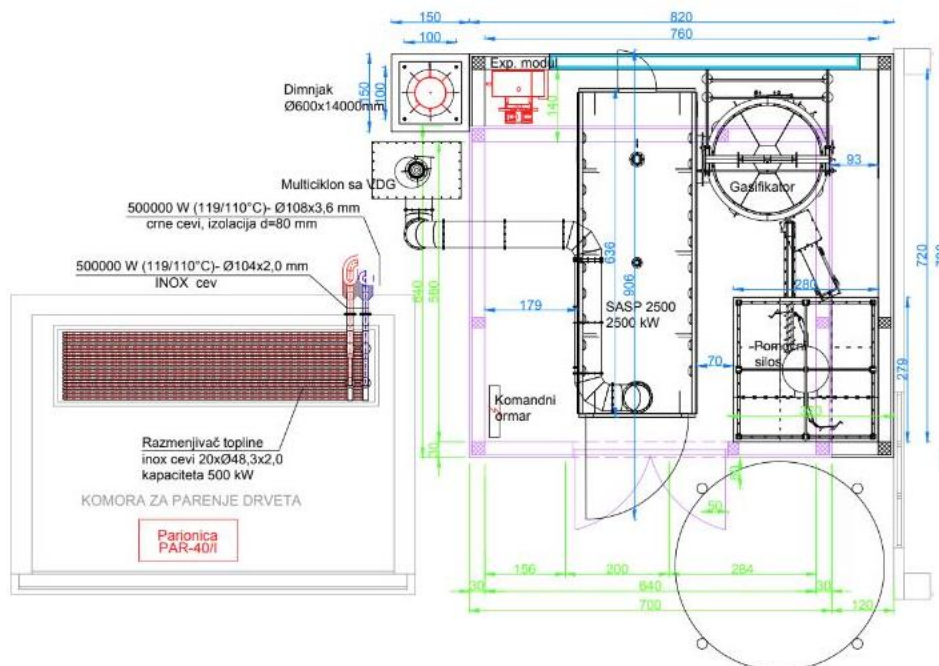 150
820
100
760
Exp. modul
Dimnjak
Ø600x14000mm
150
100
140
Multiciklon sa VDG
Gasifikator
93
500000 W (119/110°C)- Ø108x3,6 mm
crne cevi, izolacija d=80 mm
500000 W (119/110°C)- Ø104x2,0 mm
INOX cev
640
580
636
906
720
280
179
SASP 2500
2500 kW
Pomoćni
silos
70
279
Komandni
ormar
Razmenjivač topline
inox cevi 20xØ48,3x2,0
kapaciteta 500 kW
30
KOMORA ZA PARENJE DRVETA
Parionica
PAR-40/I
50
156
200
284
30
640
30
700
120